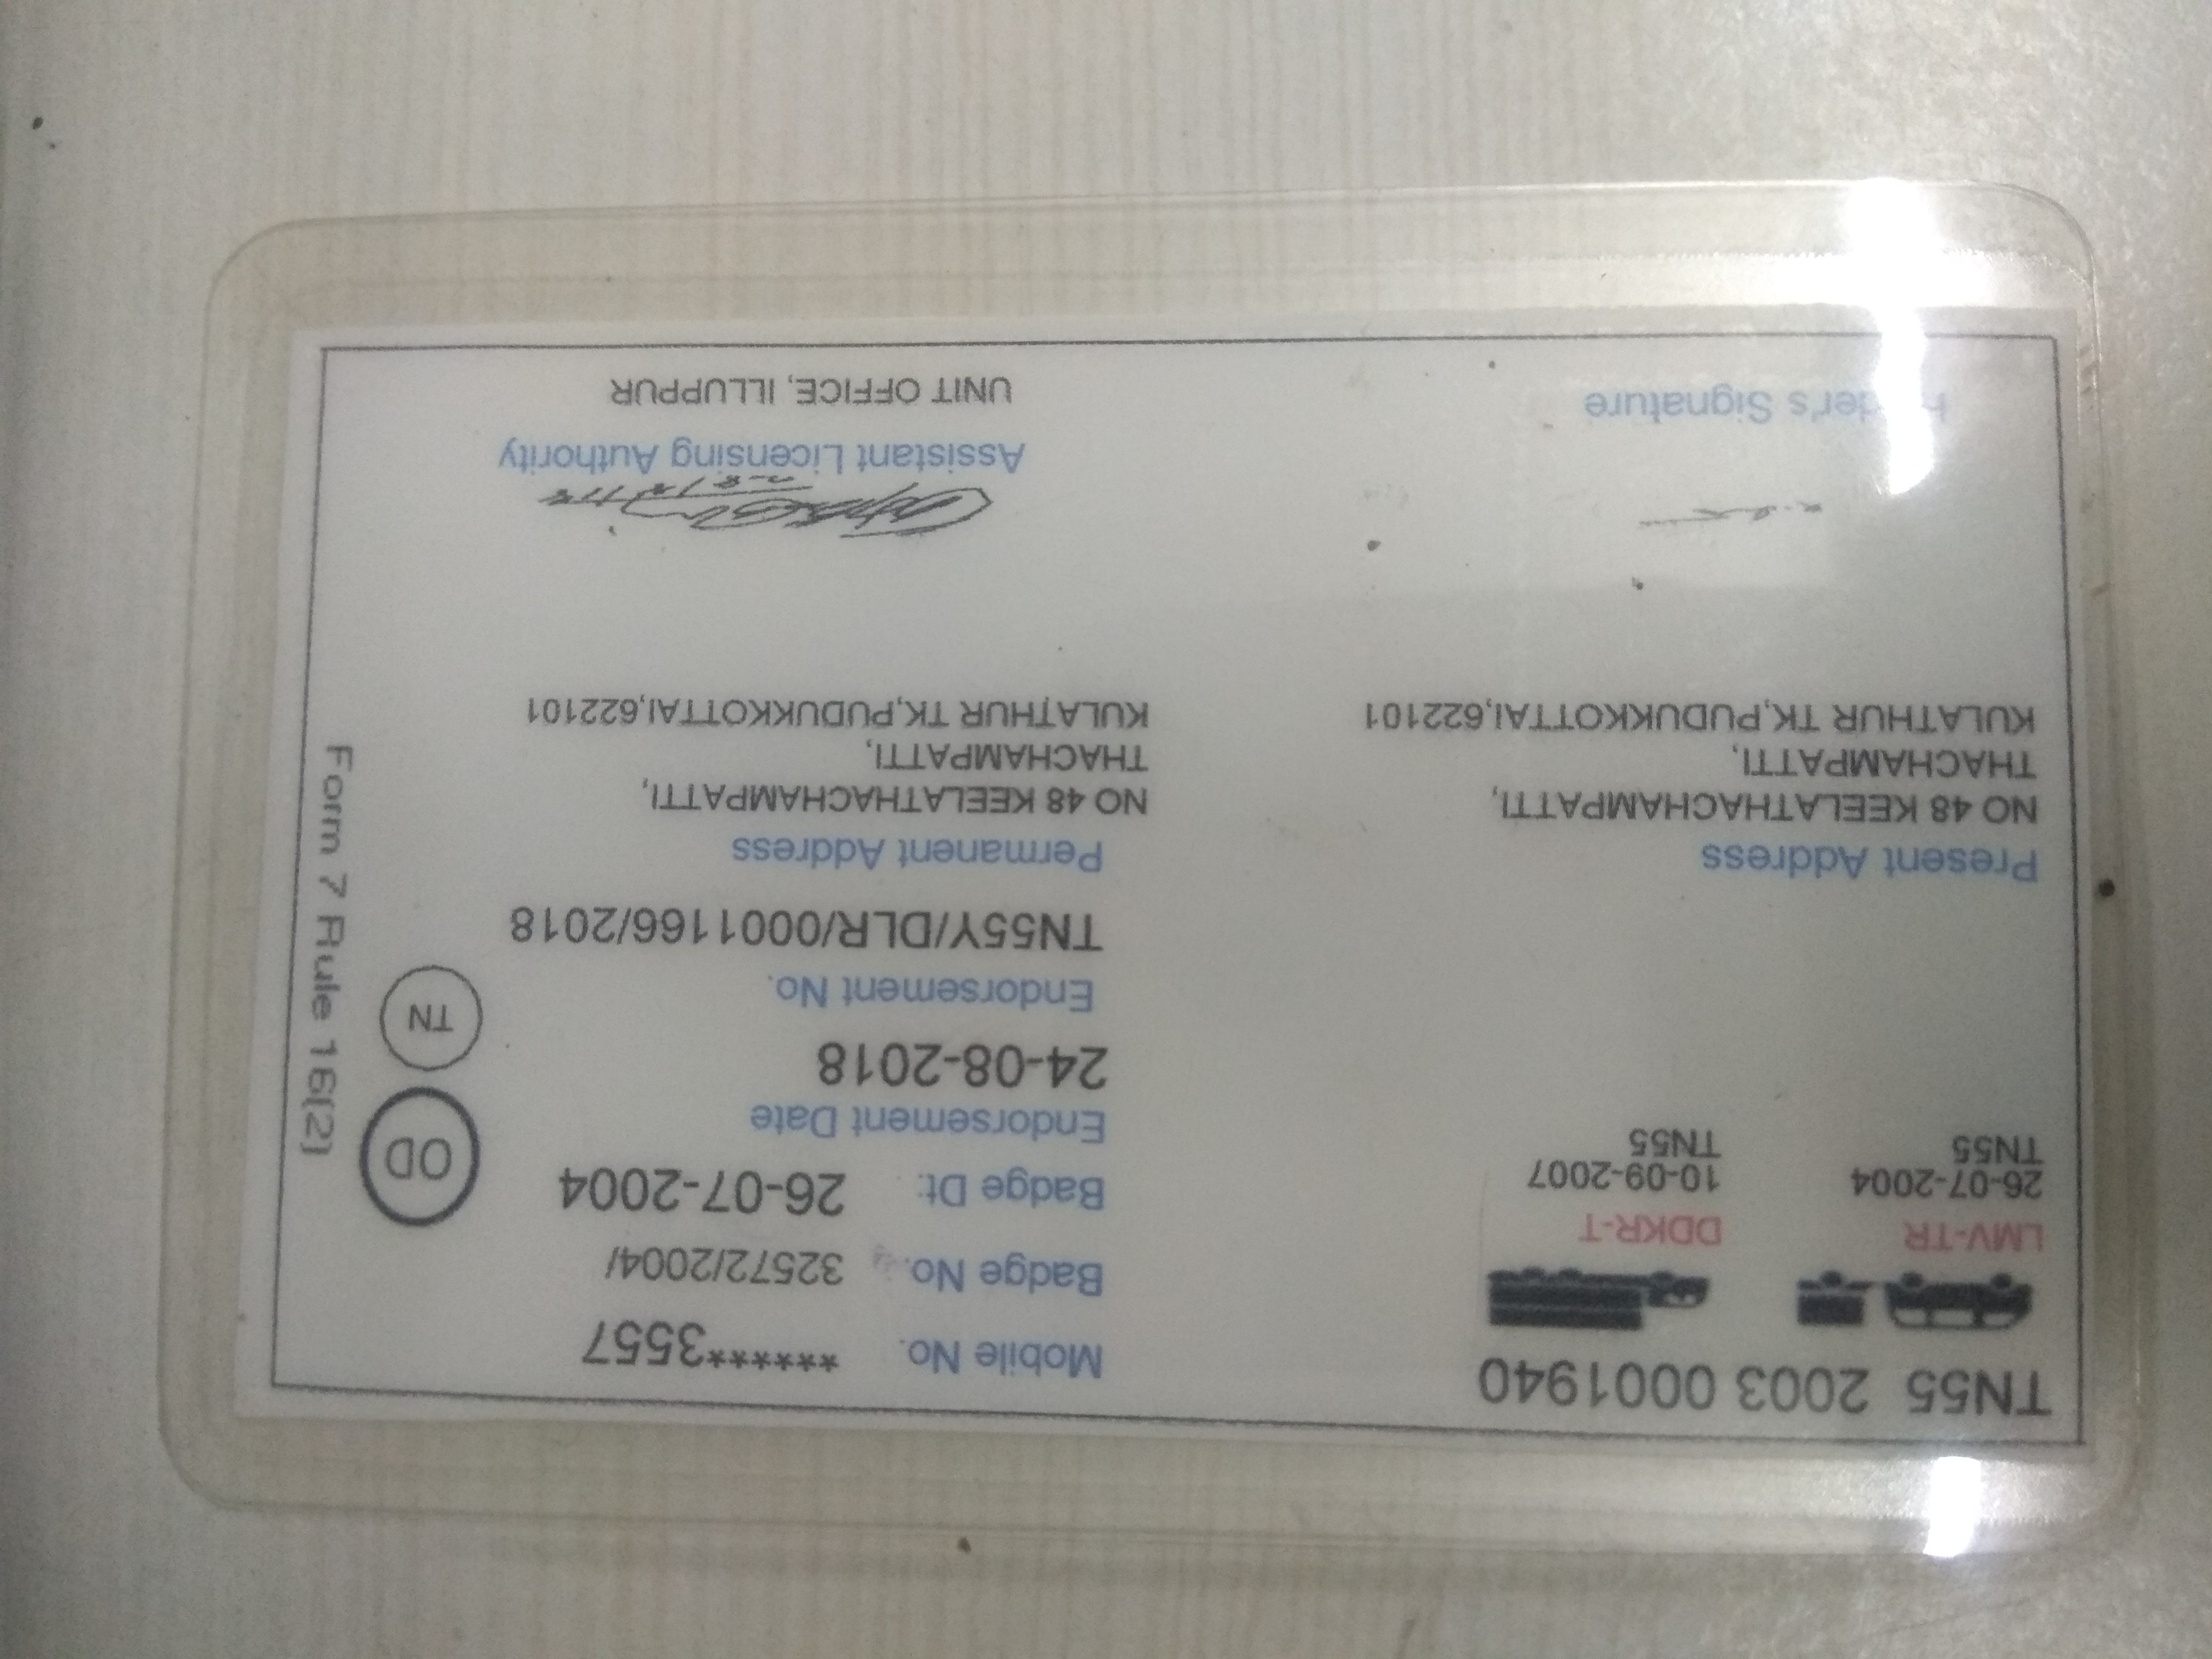 TN55 2003 0001940
LMV-TR
26-07-2004
TN55
DDKR-T
10-09-2007
TN55
Present Address
NO 48 KEELATHACHAMPATTI,
THACHAMPATTI,
KULATHUR TK,PUDUKKOTTAI,622101
Holder's Signature
Mobile No. ******3557
Badge No. 32572/2004/
Badge Dt. 26-07-2004
Endorsement Date
24-08-2018
Endorsement No.
TN55Y/DLR/0001166/2018
Permanent Address
NO 48 KEELATHACHAMPATTI,
THACHAMPATTI,
KULATHUR TK,PUDUKKOTTAI,622101
Assistant Licensing Authority
UNIT OFFICE, ILLUPPUR
OD
TN
Form 7 Rule 16(2)